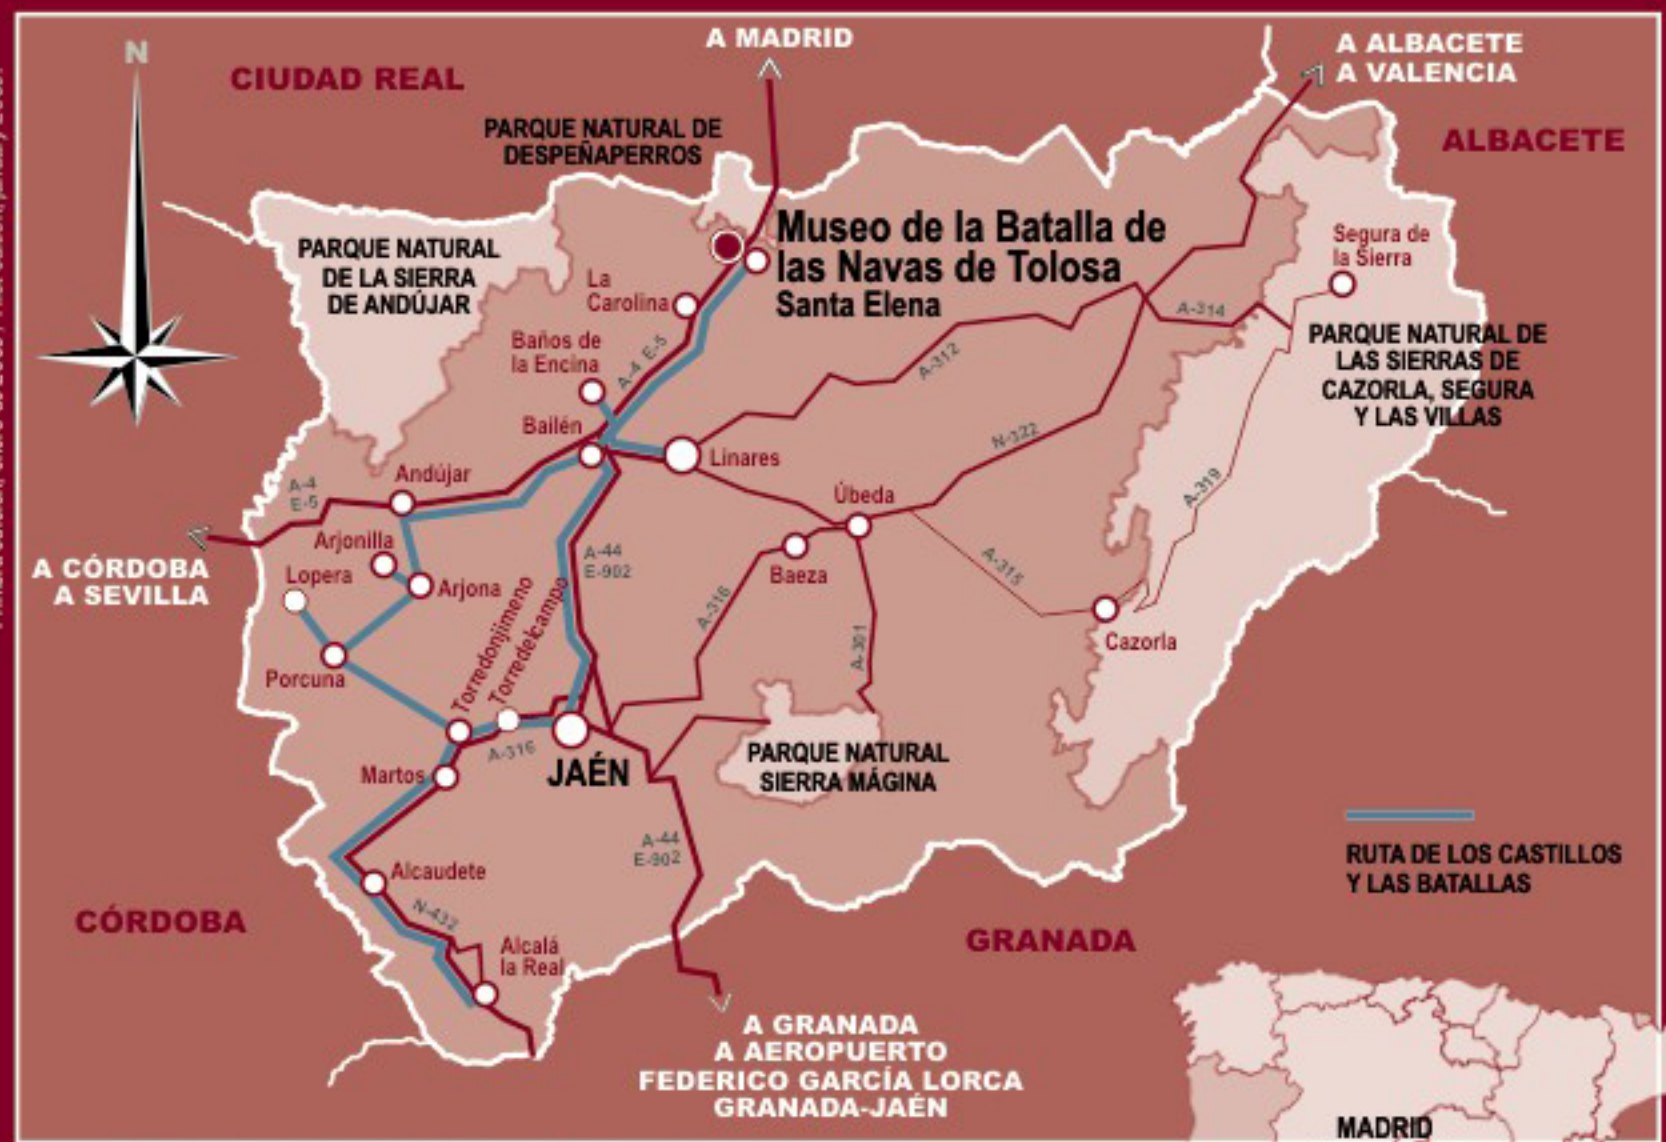 N
CIUDAD REAL
A MADRID
A ALBACETE
A VALENCIA
ALBACETE
PARQUE NATURAL DE
DESPEÑAPERROS
PARQUE NATURAL
DE LA SIERRA
DE ANDÚJAR
Museo de la Batalla de
las Navas de Tolosa
Santa Elena
Segura de
la Sierra
La
Carolina
Baños de
la Encina
A-4 E-5
A-312
A-314
PARQUE NATURAL DE
LAS SIERRAS DE
CAZORLA, SEGURA
Y LAS VILLAS
Bailén
Linares
N-322
Andújar
A-4
E-5
Úbeda
A-319
A CÓRDOBA
A SEVILLA
Arjonilla
Lopera
Arjona
A-44
E-902
Baeza
A-315
Torredonjimeno
Torredelcampo
A-316
A-301
Cazorla
Porcuna
A-316
Martos
JAÉN
PARQUE NATURAL
SIERRA MÁGINA
A-44
E-902
RUTA DE LOS CASTILLOS
Y LAS BATALLAS
Alcaudete
N-432
CÓRDOBA
Alcalá
la Real
GRANADA
A GRANADA
A AEROPUERTO
FEDERICO GARCÍA LORCA
GRANADA-JAÉN
MADRID